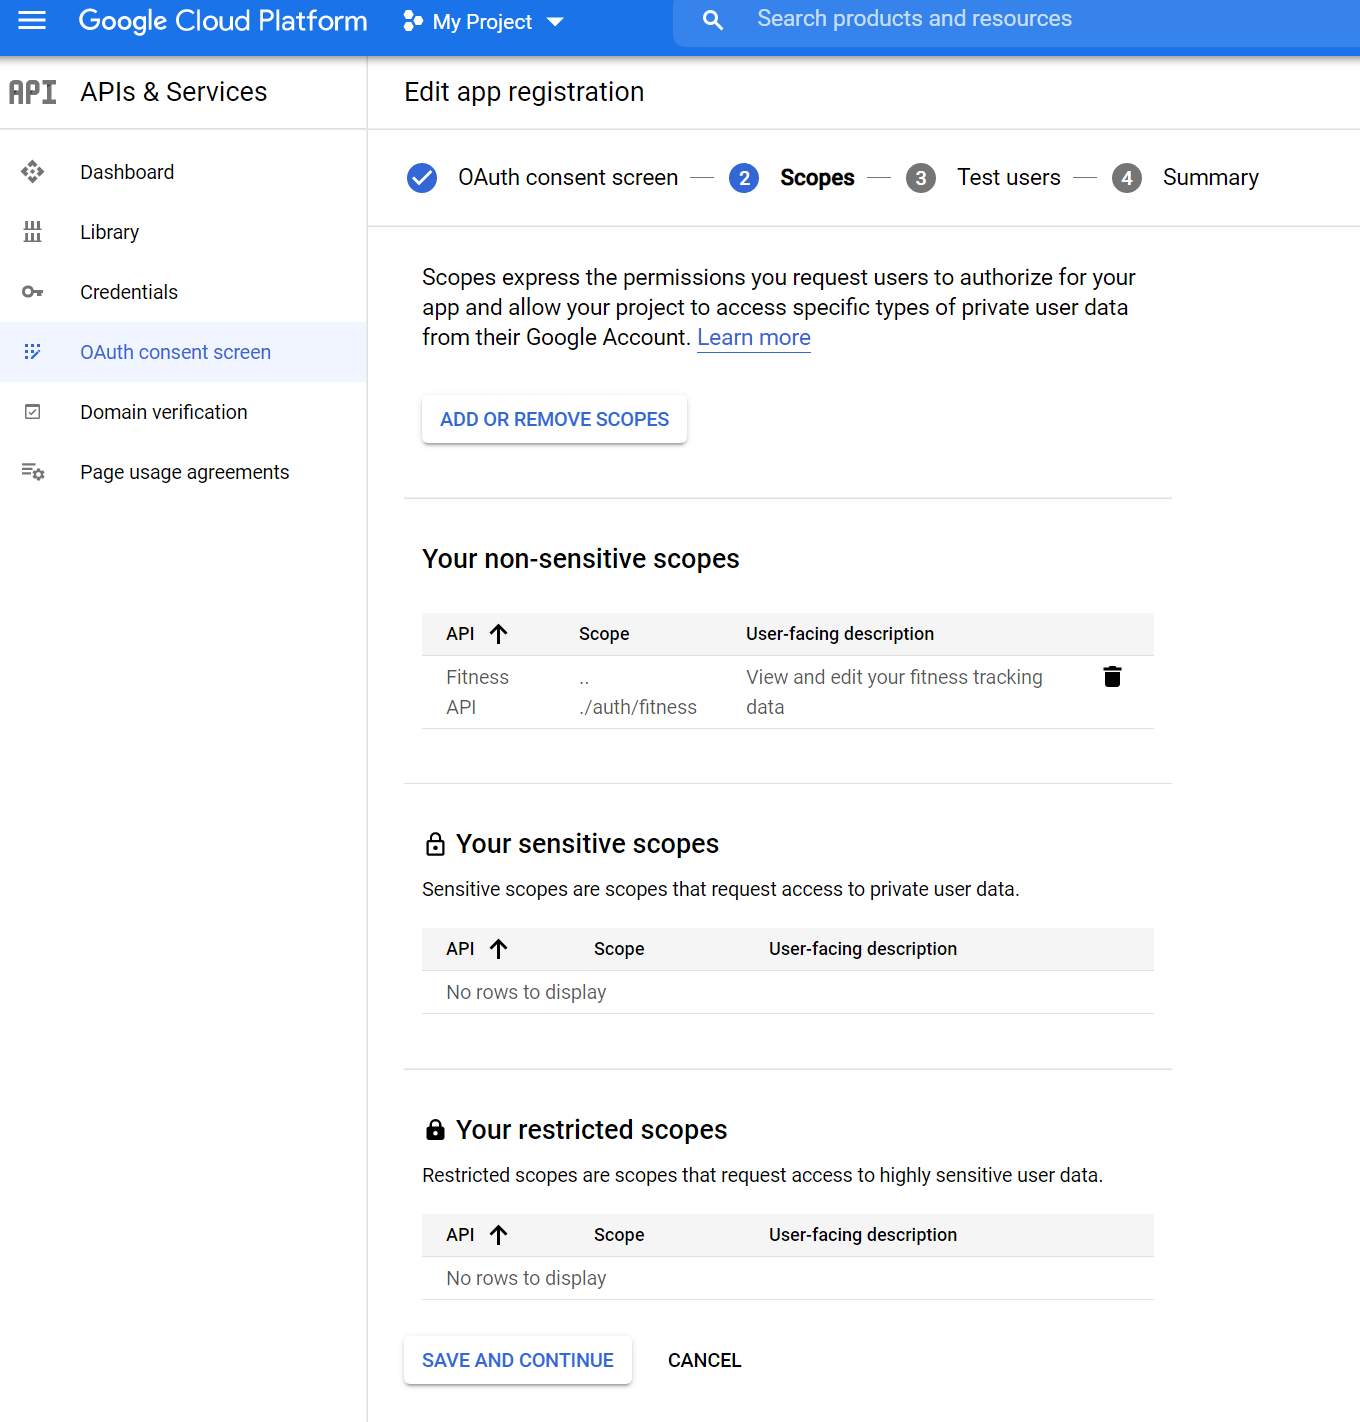 Google Cloud Platform My Project Search products and resources
API APIs & Services
Edit app registration
Dashboard
Library
Credentials
OAuth consent screen
Domain verification
Page usage agreements
OAuth consent screen 2 Scopes 3 Test users 4 Summary
Scopes express the permissions you request users to authorize for your
app and allow your project to access specific types of private user data
from their Google Account. Learn more
ADD OR REMOVE SCOPES
Your non-sensitive scopes
API Scope User-facing description
Fitness .. View and edit your fitness tracking
API ./auth/fitness data
Your sensitive scopes
Sensitive scopes are scopes that request access to private user data.
API Scope User-facing description
No rows to display
Your restricted scopes
Restricted scopes are scopes that request access to highly sensitive user data.
API Scope User-facing description
No rows to display
SAVE AND CONTINUE CANCEL